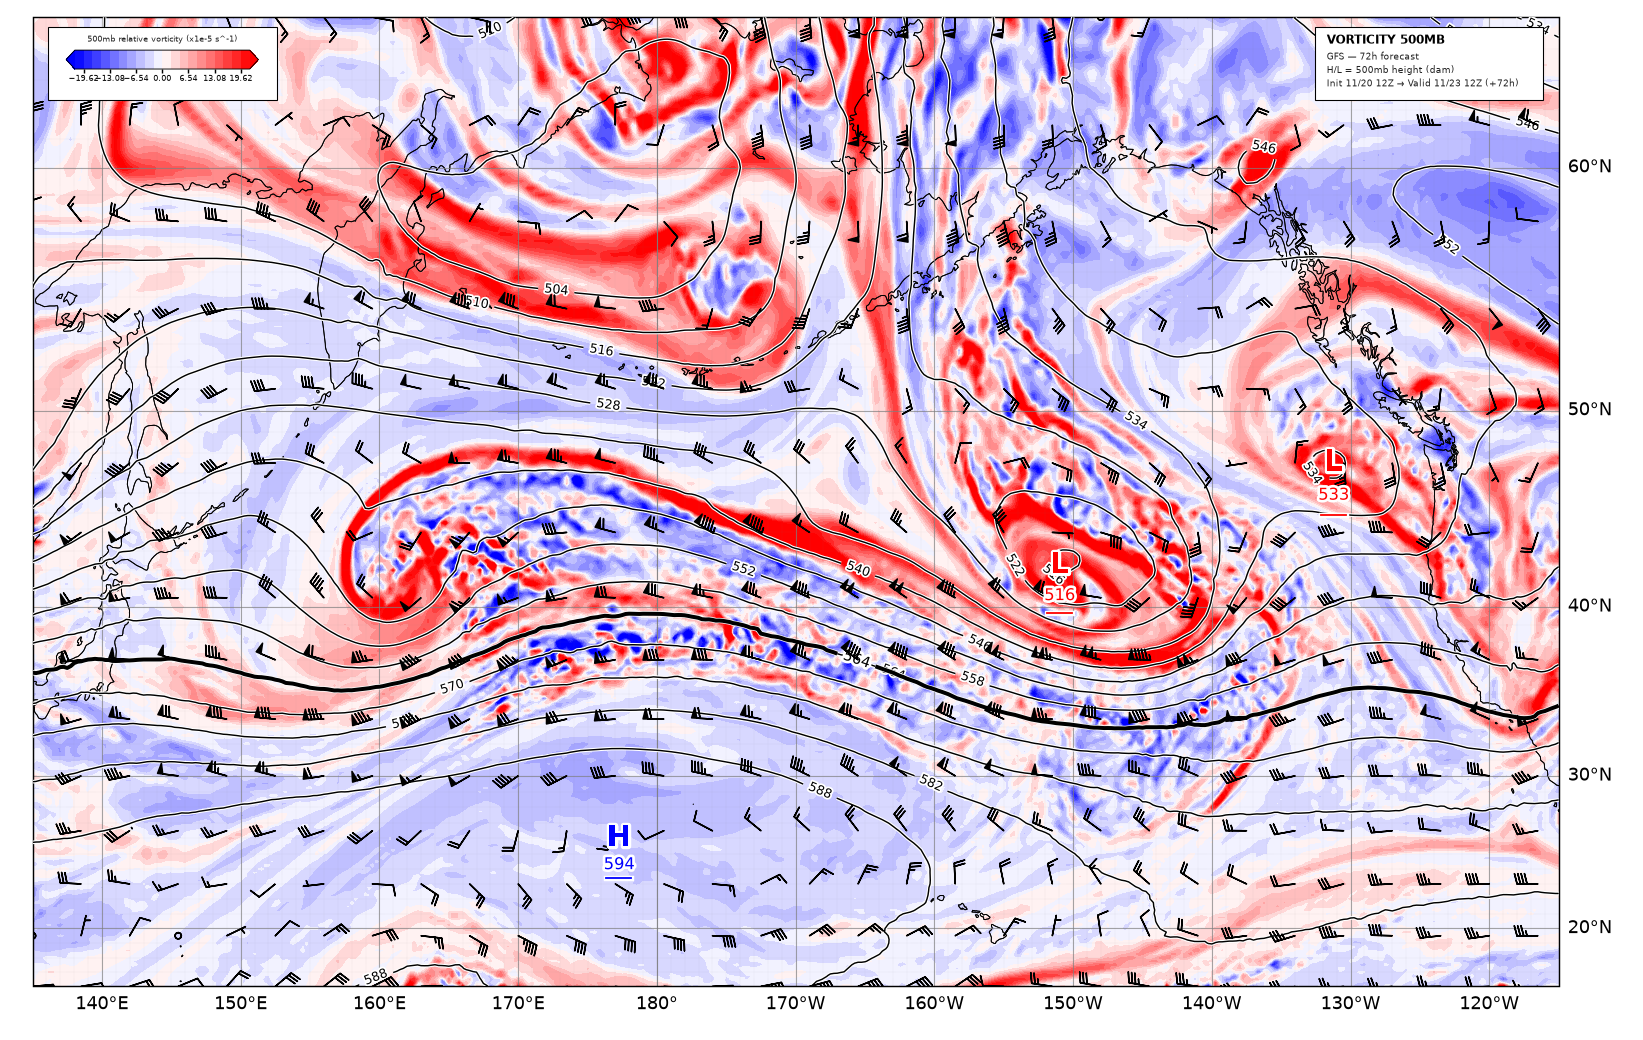 510
534
500mb relative vorticity (x1e-5 s^-1)
−19.62 −13.08 −6.54 0.00 6.54 13.08 19.62
VORTICITY 500MB
GFS — 72h forecast
H/L = 500mb height (dam)
Init 11/20 12Z → Valid 11/23 12Z (+72h)
546
546
60°N
552
504
510
516
522
528
50°N
534
L
534
533
552
540
522
L
516
516
40°N
546
564
564
558
570
30°N
582
588
H
594
20°N
588
140°E 150°E 160°E 170°E 180° 170°W 160°W 150°W 140°W 130°W 120°W